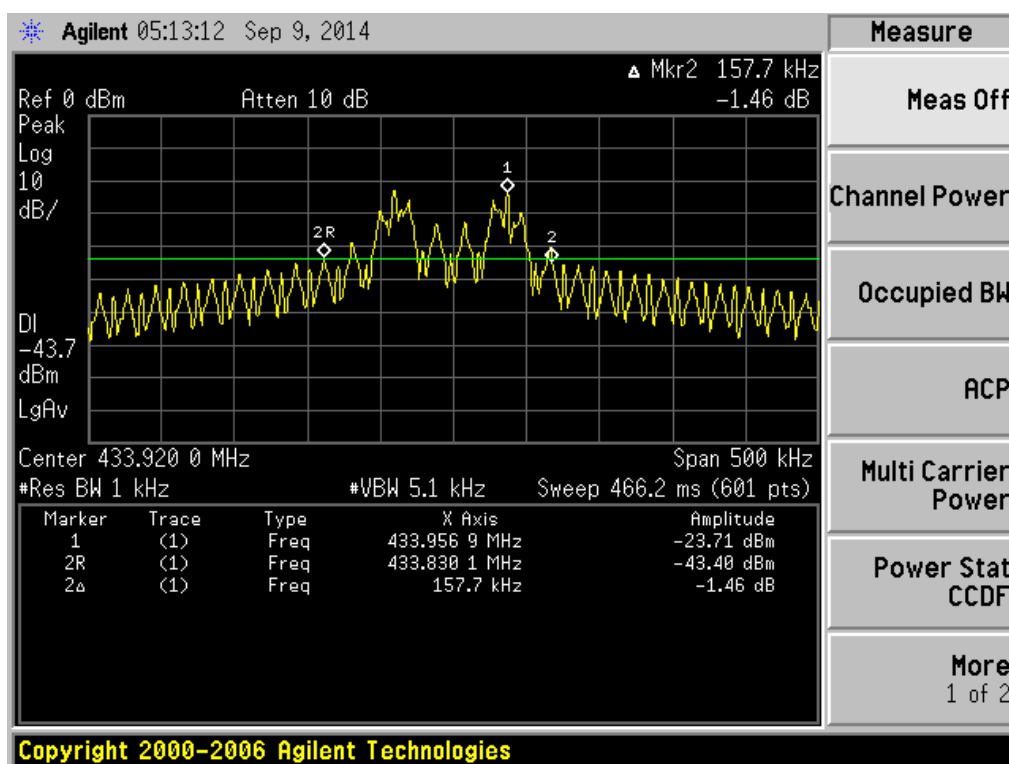 Agilent 05:13:12 Sep 9, 2014
Measure
Δ Mkr2 157.7 kHz
Ref 0 dBm Atten 10 dB -1.46 dB
Peak
Log
10
dB/
1
2R
2
DI
-43.7
dBm
LgAv
Center 433.920 0 MHz Span 500 kHz
#Res BW 1 kHz #VBW 5.1 kHz Sweep 466.2 ms (601 pts)
Marker Trace Type X Axis Amplitude
1 (1) Freq 433.956 9 MHz -23.71 dBm
2R (1) Freq 433.830 1 MHz -43.40 dBm
2Δ (1) Freq 157.7 kHz -1.46 dB
Meas Off
Channel Power
Occupied BW
ACP
Multi Carrier
Power
Power Stat
CCDF
More
1 of 2
Copyright 2000-2006 Agilent Technologies